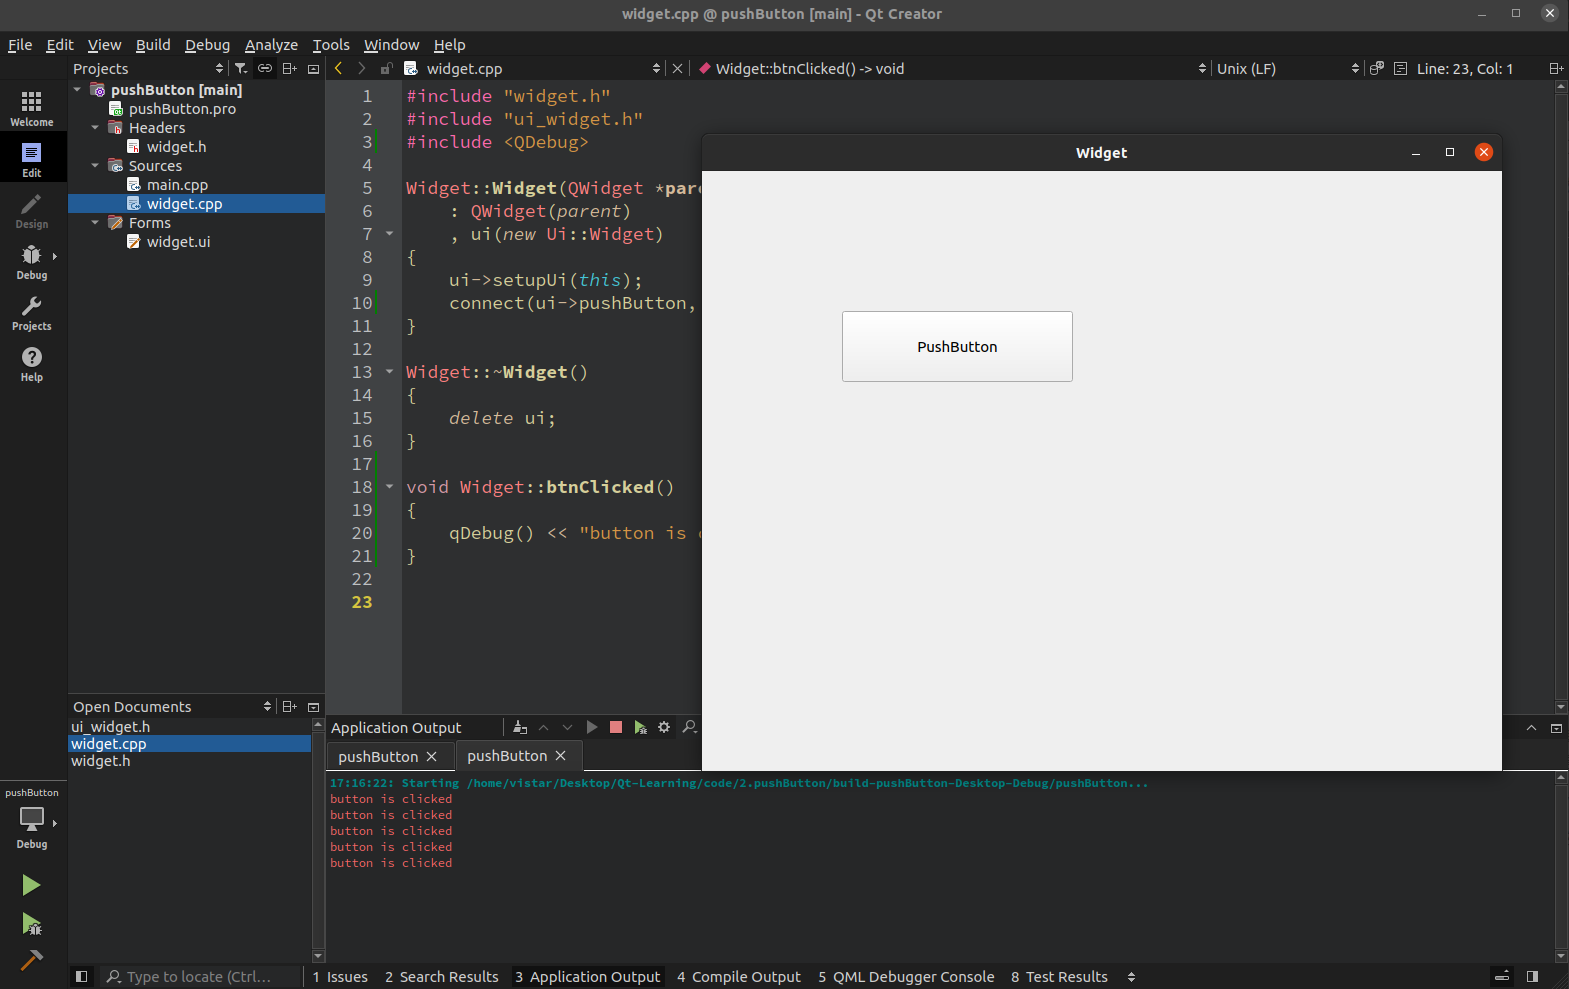 widget.cpp @ pushButton [main] - Qt Creator
File Edit View Build Debug Analyze Tools Window Help
Projects
widget.cpp
Widget::btnClicked() -> void
Unix (LF)
Line: 23, Col: 1
Welcome
Edit
Design
Debug
Projects
Help
pushButton [main]
pushButton.pro
Headers
widget.h
Sources
main.cpp
widget.cpp
Forms
widget.ui
1 #include "widget.h"
2 #include "ui_widget.h"
3 #include <QDebug>
4
5 Widget::Widget(QWidget *pare
6     : QWidget(parent)
7     , ui(new Ui::Widget)
8 {
9     ui->setupUi(this);
10     connect(ui->pushButton,
11 }
12
13 Widget::~Widget()
14 {
15     delete ui;
16 }
17
18 void Widget::btnClicked()
19 {
20     qDebug() << "button is c
21 }
22
23
Widget
PushButton
Open Documents
ui_widget.h
widget.cpp
widget.h
Application Output
pushButton
pushButton
17:16:22: Starting /home/vistar/Desktop/Qt-Learning/code/2.pushButton/build-pushButton-Desktop-Debug/pushButton...
button is clicked
button is clicked
button is clicked
button is clicked
button is clicked
pushButton
Debug
Type to locate (Ctrl...
1 Issues 2 Search Results 3 Application Output 4 Compile Output 5 QML Debugger Console 8 Test Results